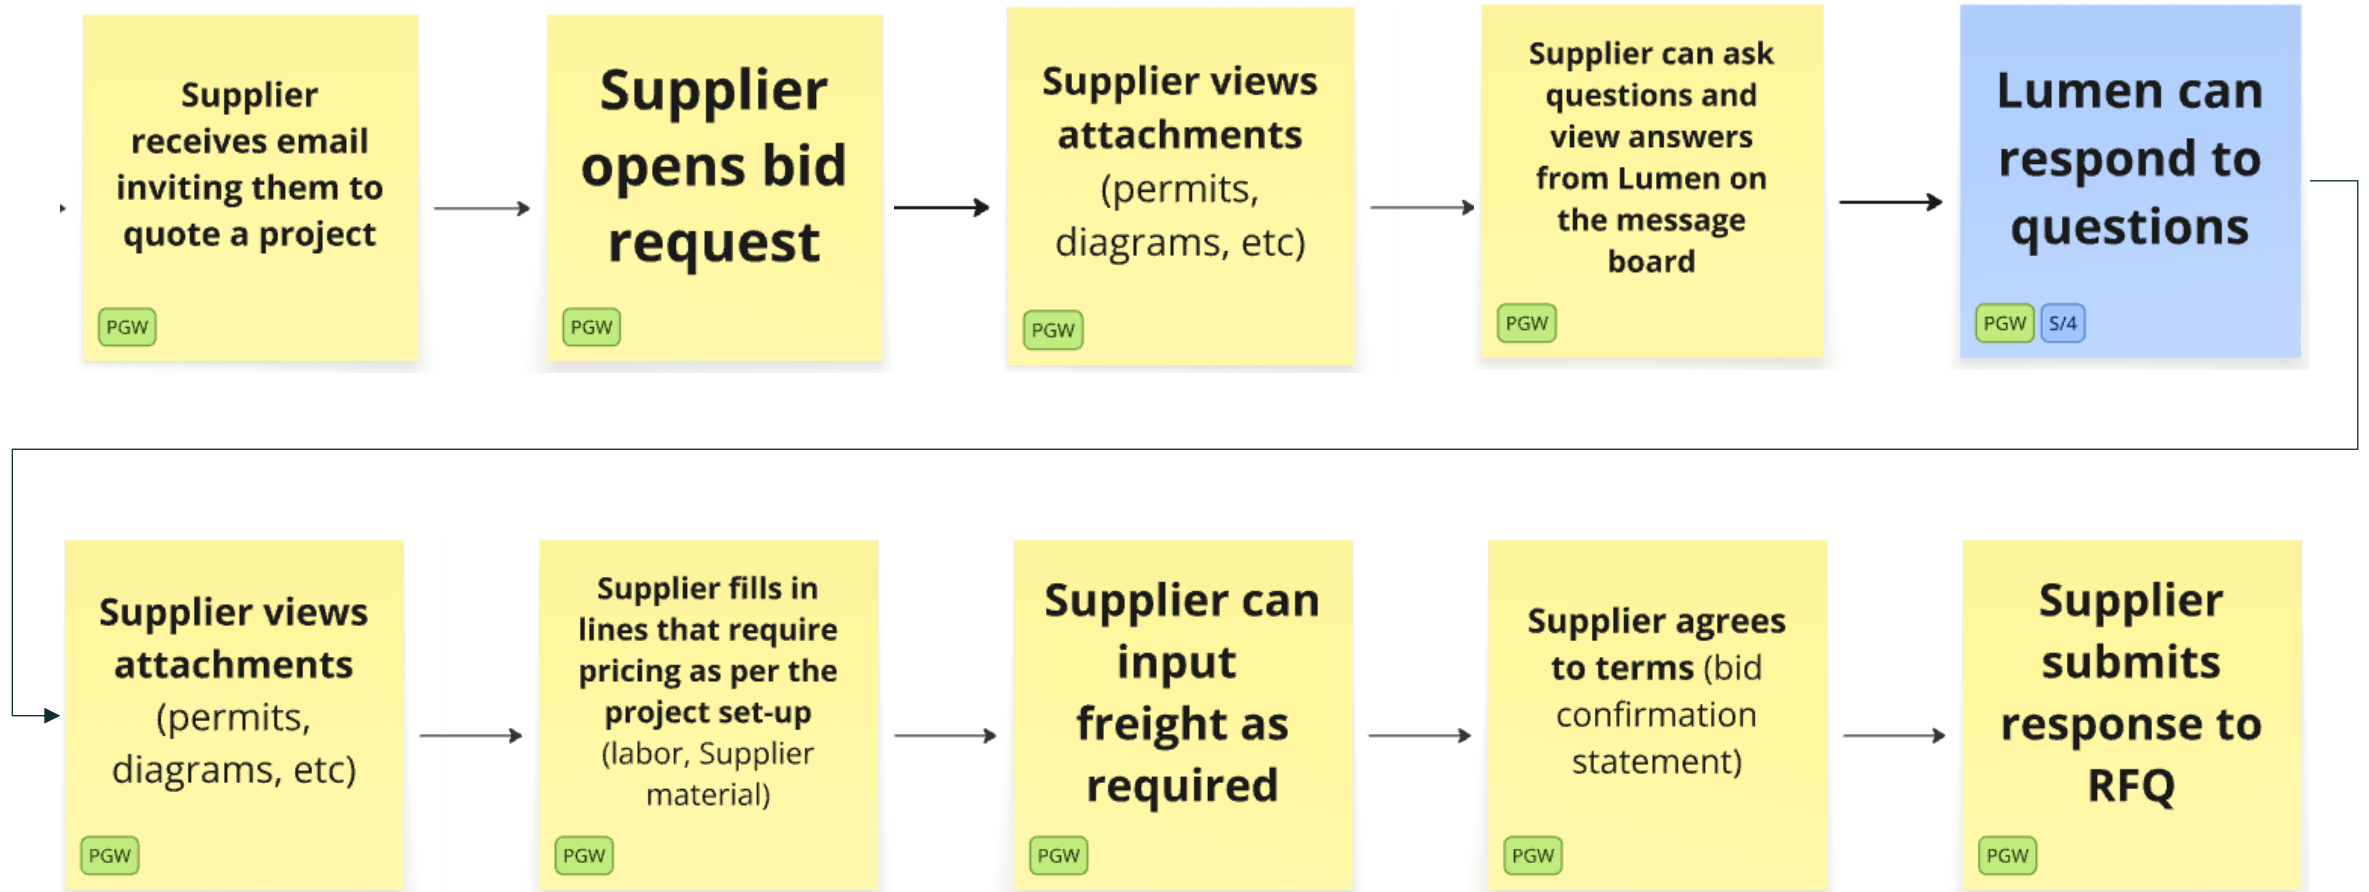 Supplier
receives email
inviting them to
quote a project
PGW
Supplier
opens bid
request
PGW
Supplier views
attachments
(permits,
diagrams, etc)
PGW
Supplier can ask
questions and
view answers
from Lumen on
the message
board
PGW
Lumen can
respond to
questions
PGW S/4
Supplier views
attachments
(permits,
diagrams, etc)
PGW
Supplier fills in
lines that require
pricing as per the
project set-up
(labor, Supplier
material)
PGW
Supplier can
input
freight as
required
PGW
Supplier agrees
to terms (bid
confirmation
statement)
PGW
Supplier
submits
response to
RFQ
PGW